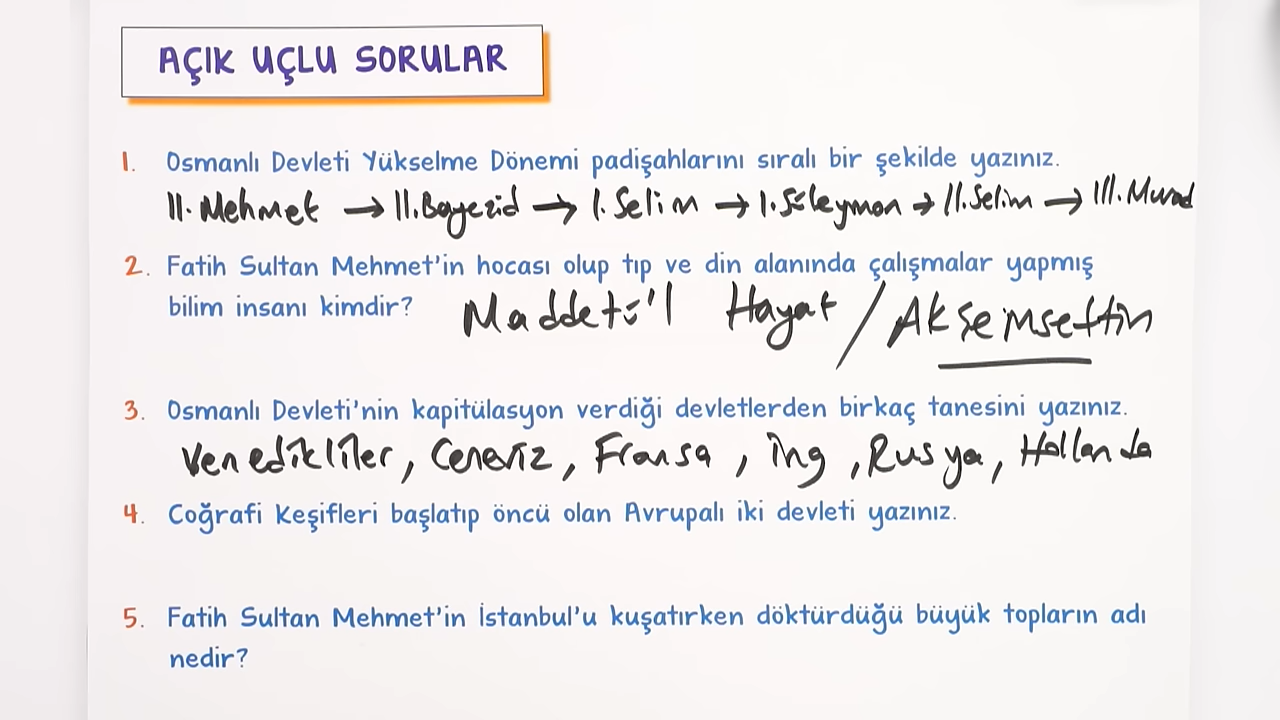 AÇIK UÇLU SORULAR
1. Osmanlı Devleti Yükselme Dönemi padişahlarını sıralı bir şekilde yazınız.
II. Mehmet → II. Bayezid → I. Selim → I. Süleyman → II. Selim → III. Murad
2. Fatih Sultan Mehmet'in hocası olup tıp ve din alanında çalışmalar yapmış
bilim insanı kimdir? Maddetü'l Hayat / Akşemsettin
3. Osmanlı Devleti'nin kapitülasyon verdiği devletlerden birkaç tanesini yazınız.
Venedikliler, Ceneviz, Fransa, ing, Rusya, Hollanda
4. Coğrafi Keşifleri başlatıp öncü olan Avrupalı iki devleti yazınız.
5. Fatih Sultan Mehmet'in İstanbul'u kuşatırken döktürdüğü büyük topların adı
nedir?